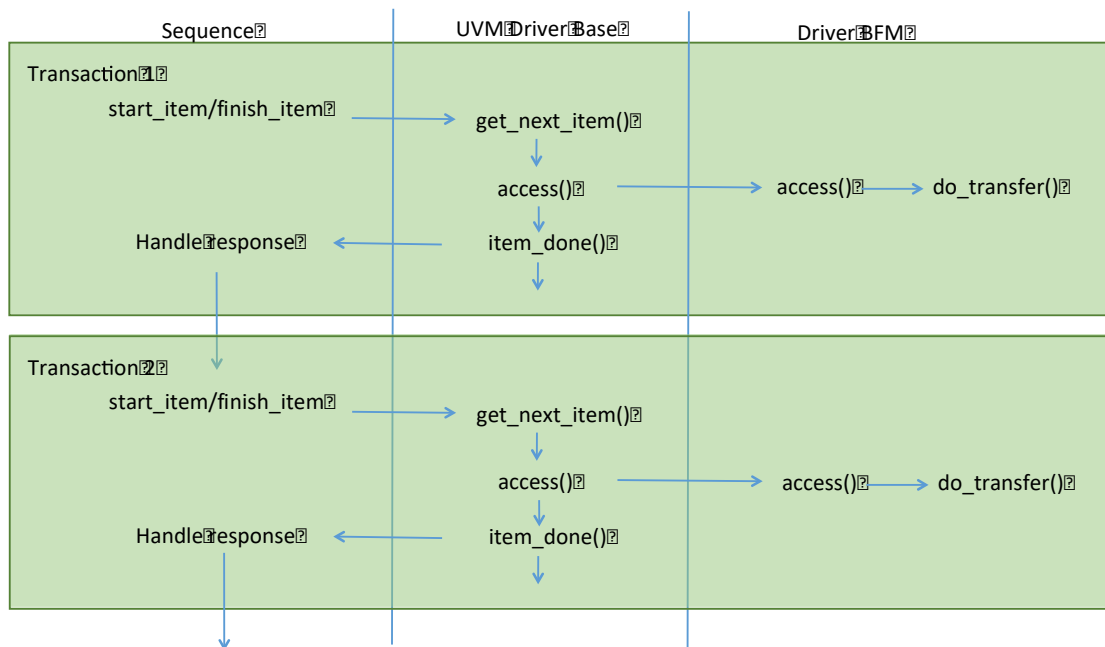 Sequence⍰ UVM⍰Driver⍰Base⍰ Driver⍰BFM⍰
Transaction⍰1⍰
start_item/finish_item⍰
get_next_item()⍰
access()⍰ access()⍰ do_transfer()⍰
Handle⍰response⍰ item_done()⍰
Transaction⍰2⍰
start_item/finish_item⍰
get_next_item()⍰
access()⍰ access()⍰ do_transfer()⍰
Handle⍰response⍰ item_done()⍰